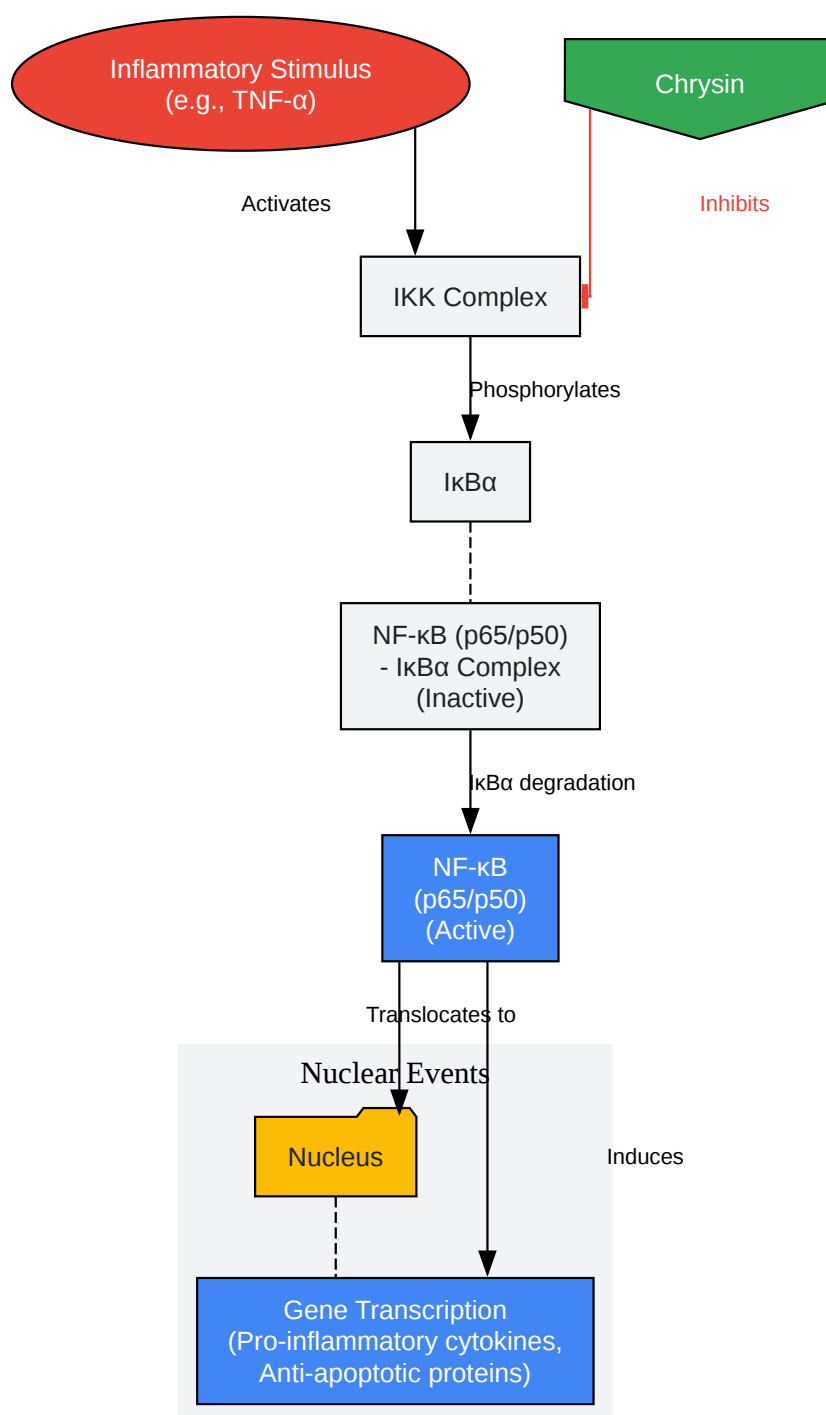 Inflammatory Stimulus
(e.g., TNF-α)
Chrysin
Activates
Inhibits
IKK Complex
Phosphorylates
IκBα
NF-κB (p65/p50)
- IκBα Complex
(Inactive)
IκBα degradation
NF-κB
(p65/p50)
(Active)
Translocates to
Nuclear Events
Nucleus
Induces
Gene Transcription
(Pro-inflammatory cytokines,
Anti-apoptotic proteins)